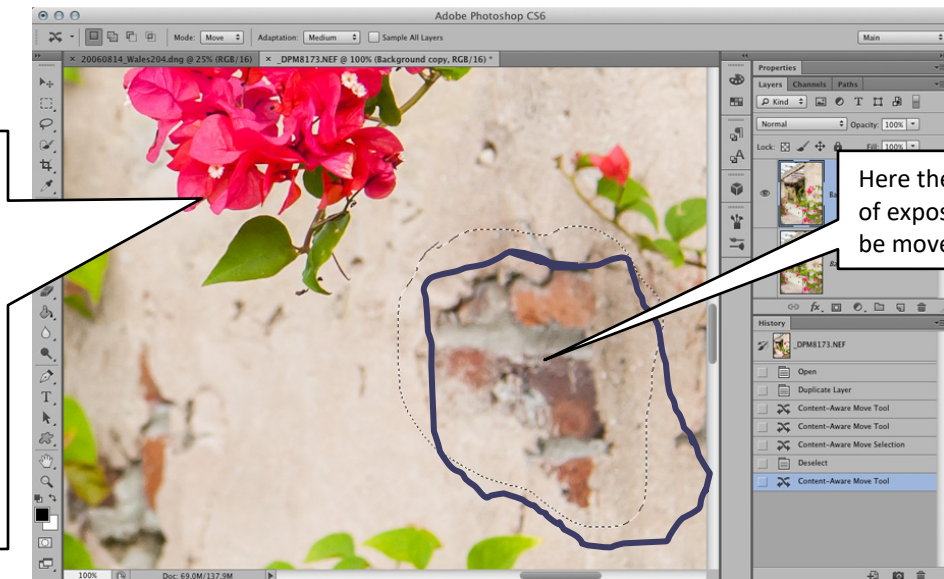 Adobe Photoshop CS6
Mode: Move Adaptation: Medium Sample All Layers Main
× 20060814_Wales204.dng @ 25% (RGB/16) × _DPM8173.NEF @ 100% (Background copy, RGB/16) *
Properties
Layers Channels Paths
Kind
Normal Opacity: 100%
Lock: Fill: 100%
Here the
of expos
be move
fx
History
_DPM8173.NEF
Open
Duplicate Layer
Content-Aware Move Tool
Content-Aware Move Tool
Content-Aware Move Selection
Deselect
Content-Aware Move Tool
100% Doc: 69.0M/137.9M